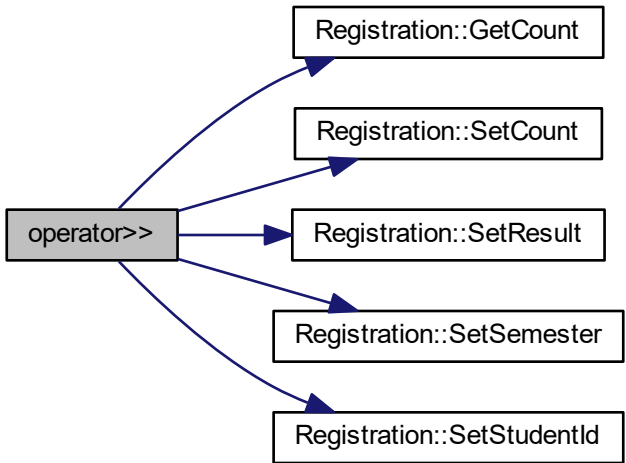 Registration::GetCount
Registration::SetCount
operator>>
Registration::SetResult
Registration::SetSemester
Registration::SetStudentId